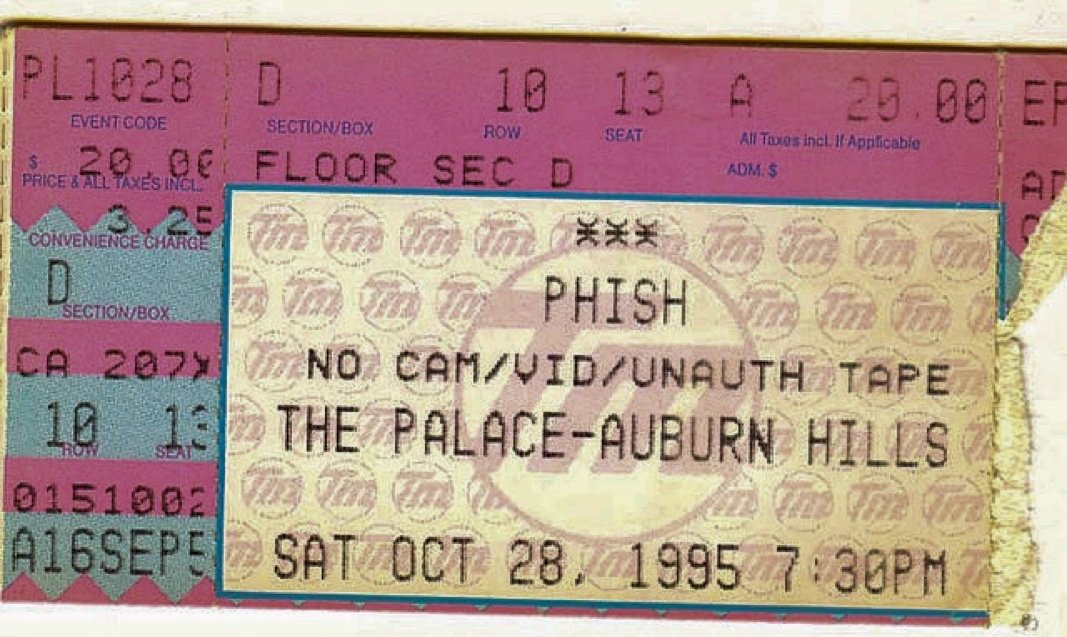 PL1028 D 10 13 A 20.00
EVENT CODE SECTION/BOX ROW SEAT All Taxes incl. If Applicable
$ 20.00 FLOOR SEC D ADM. $
PRICE & ALL TAXES INCL.
3.25
CONVENIENCE CHARGE
D
SECTION/BOX
CA 207X
10 13
ROW SEAT
0151002
A16SEP5
***
PHISH
NO CAM/VID/UNAUTH TAPE
THE PALACE-AUBURN HILLS
SAT OCT 28, 1995 7:30PM
Tm